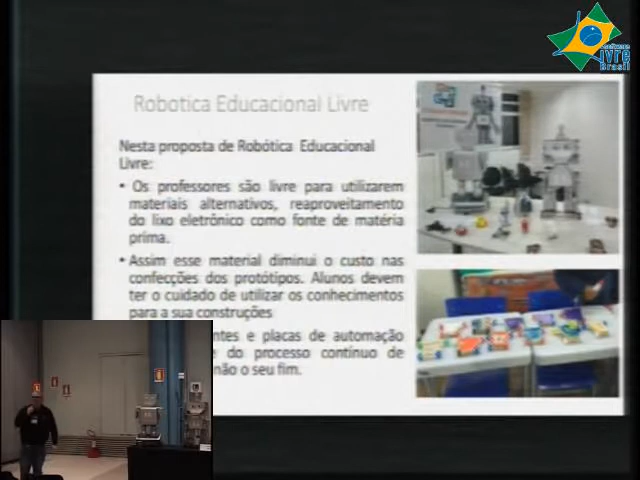 ivre
Brasil
Robotica Educacional Livre
Nesta proposta de Robótica Educacional
Livre:
• Os professores são livre para utilizarem
materiais alternativos, reaproveitamento
do lixo eletrônico como fonte de matéria
prima.
• Assim esse material diminui o custo nas
confecções dos protótipos. Alunos devem
ter o cuidado de utilizar os conhecimentos
para a sua construções
ntes e placas de automação
e do processo contínuo de
não o seu fim.